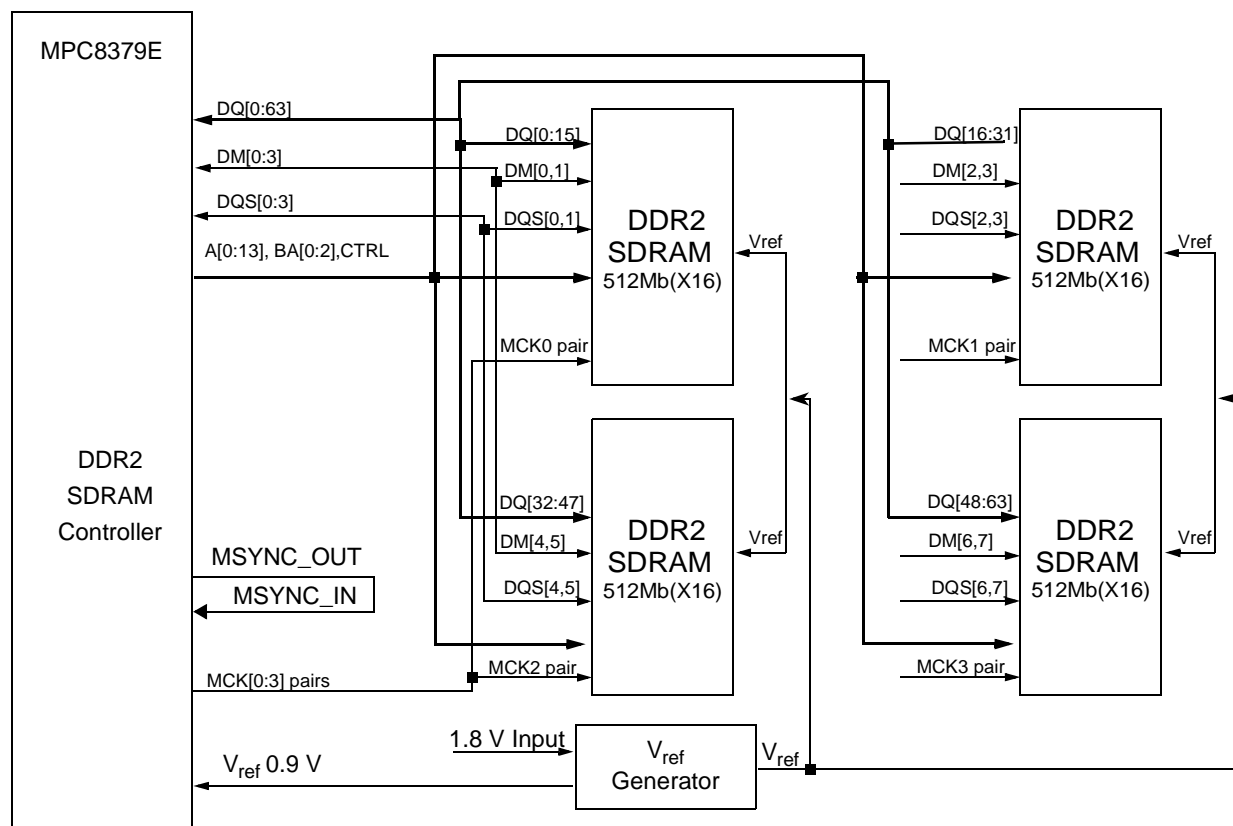 MPC8379E
DQ[0:63]
DM[0:3]
DQS[0:3]
A[0:13], BA[0:2],CTRL
DDR2
SDRAM
Controller
MSYNC_OUT
MSYNC_IN
MCK[0:3] pairs
Vref 0.9 V
DQ[0:15]
DM[0,1]
DQS[0,1]
MCK0 pair
DDR2
SDRAM
512Mb(X16)
Vref
DQ[32:47]
DM[4,5]
DQS[4,5]
MCK2 pair
DDR2
SDRAM
512Mb(X16)
Vref
1.8 V Input
Vref
Generator
Vref
DQ[16:31]
DM[2,3]
DQS[2,3]
MCK1 pair
DDR2
SDRAM
512Mb(X16)
Vref
DQ[48:63]
DM[6,7]
DQS[6,7]
MCK3 pair
DDR2
SDRAM
512Mb(X16)
Vref